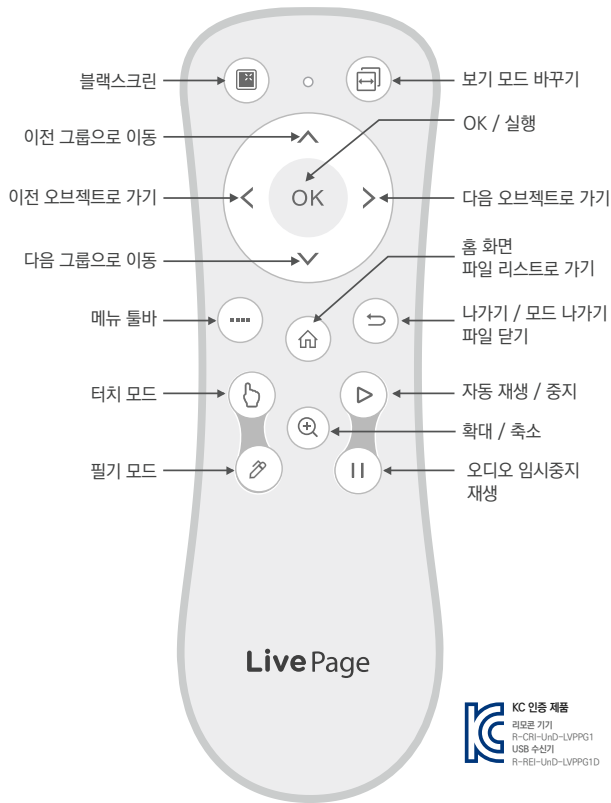 블랙스크린
보기 모드 바꾸기
이전 그룹으로 이동
OK / 실행
이전 오브젝트로 가기
OK
다음 오브젝트로 가기
다음 그룹으로 이동
홈 화면
파일 리스트로 가기
메뉴 툴바
나가기 / 모드 나가기
파일 닫기
터치 모드
자동 재생 / 중지
확대 / 축소
필기 모드
오디오 임시중지
재생
Live Page
KC 인증 제품
리모콘 기기
R-CRI-UnD-LVPPG1
USB 수신기
R-REI-UnD-LVPPG1D